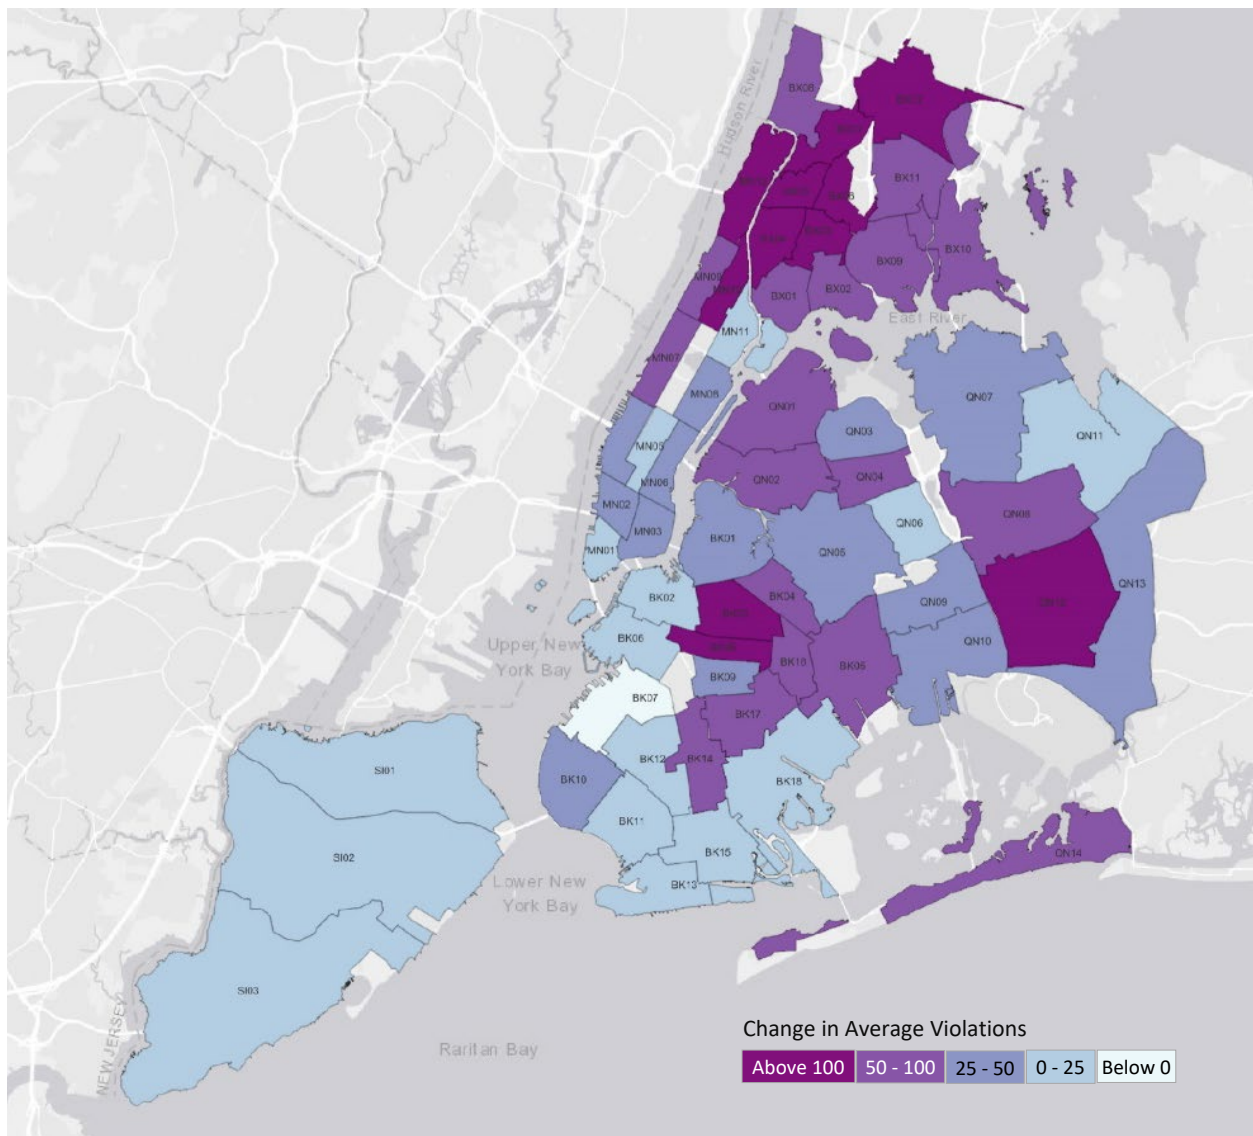 Hudson River
BX08
BX11
BX10
BX09
BX02
BX01
MN09
MN11
East River
MN07
MN08
QN01
QN07
QN03
QN11
MN05
MN06
QN02
QN04
MN02
MN03
BK01
QN05
QN06
QN08
MN01
BK02
BK04
QN09
QN12
QN13
BK03
BK06
Upper New
York Bay
BK16
BK05
QN10
BK09
BK07
BK17
BK12
BK14
BK18
BK10
SI01
BK11
BK15
SI02
QN14
Lower New
York Bay
BK13
SI03
NEW JERSEY
Raritan Bay
Change in Average Violations
Above 100 50 - 100 25 - 50 0 - 25 Below 0